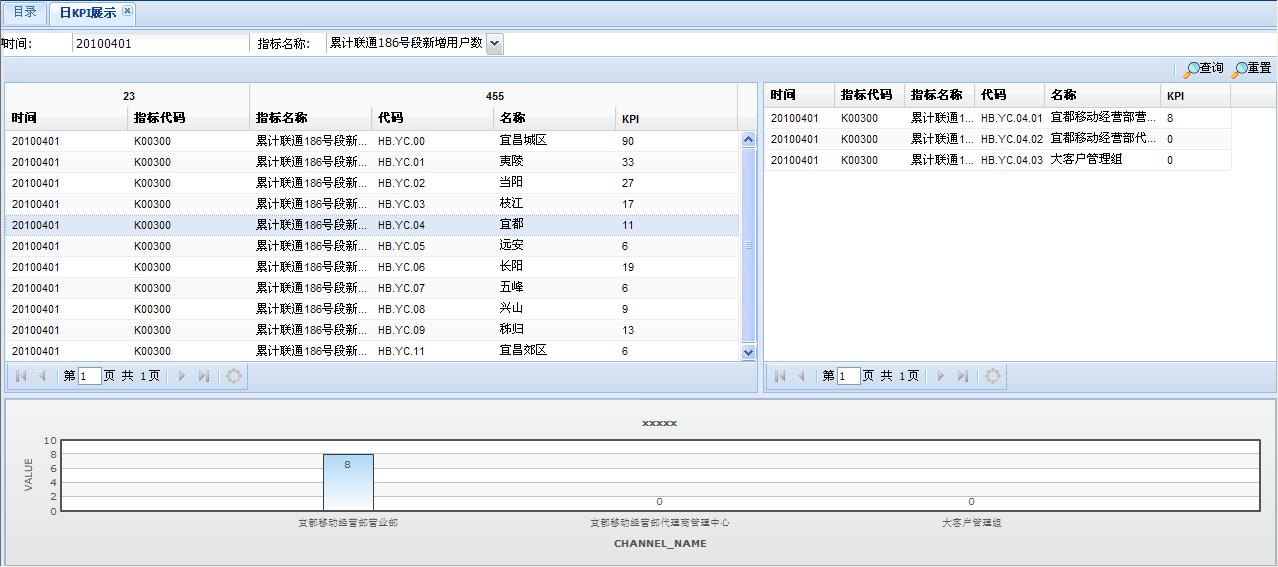 目录 日KPI展示
时间: 20100401 指标名称: 累计联通186号段新增用户数
查询 重置
23 455
时间 指标代码 指标名称 代码 名称 KPI
20100401 K00300 累计联通186号段新... HB.YC.00 宜昌城区 90
20100401 K00300 累计联通186号段新... HB.YC.01 夷陵 33
20100401 K00300 累计联通186号段新... HB.YC.02 当阳 27
20100401 K00300 累计联通186号段新... HB.YC.03 枝江 17
20100401 K00300 累计联通186号段新... HB.YC.04 宜都 11
20100401 K00300 累计联通186号段新... HB.YC.05 远安 6
20100401 K00300 累计联通186号段新... HB.YC.06 长阳 19
20100401 K00300 累计联通186号段新... HB.YC.07 五峰 6
20100401 K00300 累计联通186号段新... HB.YC.08 兴山 9
20100401 K00300 累计联通186号段新... HB.YC.09 秭归 13
20100401 K00300 累计联通186号段新... HB.YC.11 宜昌郊区 6
第 1 页 共 1页
时间 指标代码 指标名称 代码 名称 KPI
20100401 K00300 累计联通1... HB.YC.04.01 宜都移动经营部营... 8
20100401 K00300 累计联通1... HB.YC.04.02 宜都移动经营部代... 0
20100401 K00300 累计联通1... HB.YC.04.03 大客户管理组 0
第 1 页 共 1页
xxxxx
VALUE
10
8
6
4
2
0
8 0 0
宜都移动经营部营业部 宜都移动经营部代理商管理中心 大客户管理组
CHANNEL_NAME